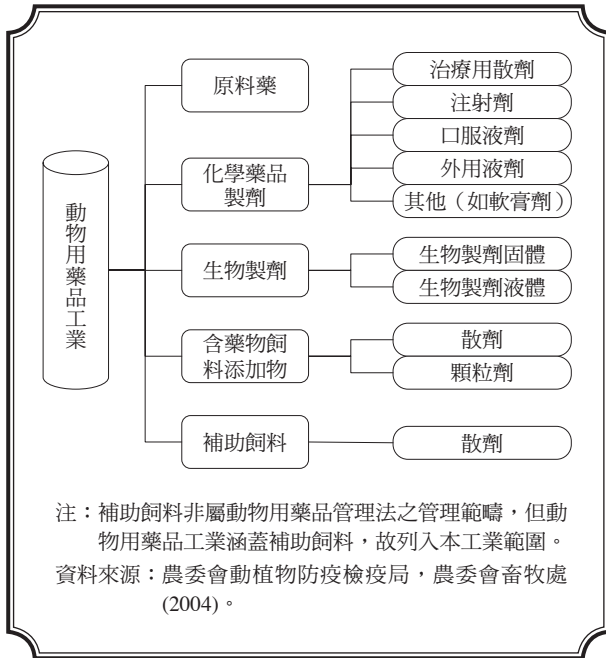 動物用藥品工業
原料藥
化學藥品
製劑
治療用散劑
注射劑
口服液劑
外用液劑
其他（如軟膏劑）
生物製劑
生物製劑固體
生物製劑液體
含藥物飼
料添加物
散劑
顆粒劑
補助飼料
散劑
注：補助飼料非屬動物用藥品管理法之管理範疇，但動
物用藥品工業涵蓋補助飼料，故列入本工業範圍。
資料來源：農委會動植物防疫檢疫局，農委會畜牧處
(2004)。